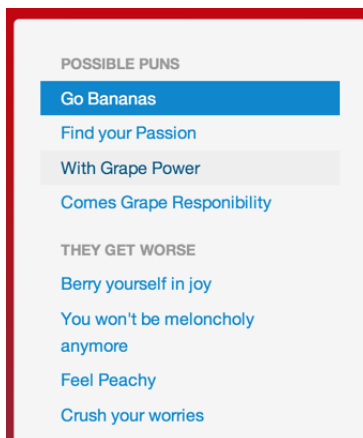 POSSIBLE PUNS
Go Bananas
Find your Passion
With Grape Power
Comes Grape Responibility
THEY GET WORSE
Berry yourself in joy
You won't be meloncholy
anymore
Feel Peachy
Crush your worries